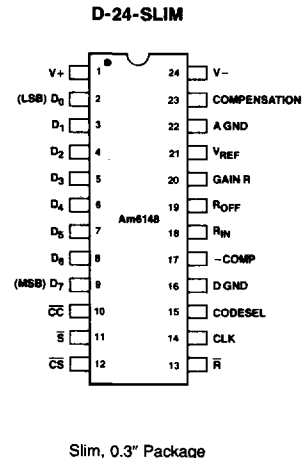 D-24-SLIM
V+ 1 24 V−
(LSB) D0 2 23 COMPENSATION
D1 3 22 A GND
D2 4 21 VREF
D3 5 20 GAIN R
D4 6 19 ROFF
Am6148
D5 7 18 RIN
D6 8 17 −COMP
(MSB) D7 9 16 D GND
C̅C̅ 10 15 CODESEL
S̅ 11 14 CLK
C̅S̅ 12 13 R̅
Slim, 0.3" Package